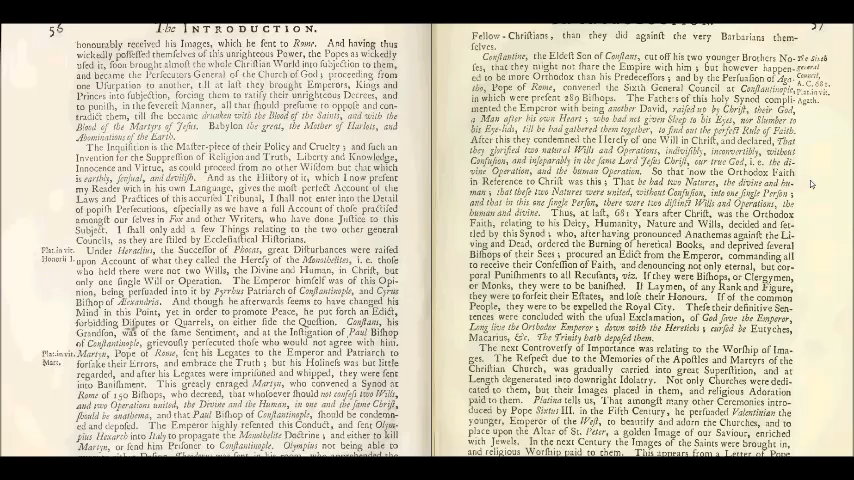 56 The INTRODUCTION.
honourably received his Images, which he sent to Rome. And having thus
wickedly possessed themselves of this unrighteous Power, the Popes as wickedly
used it, soon brought almost the whole Christian World into subjection to them,
and became the Persecutors General of the Church of God; proceeding from
one Usurpation to another, till at last they brought Emperors, Kings and
Princes into subjection, forcing them to ratify their unrighteous Decrees, and
to punish, in the severest Manner, all that should presume to oppose and con-
tradict them, till she became drunken with the Blood of the Saints, and with the
Blood of the Martyrs of Jesus. Babylon the great, the Mother of Harlots, and
Abominations of the Earth.
The Inquisition is the Master-piece of their Policy and Cruelty; and such an
Invention for the Suppression of Religion and Truth, Liberty and Knowledge,
Innocence and Virtue, as could proceed from no other Wisdom but that which
is earthly, sensual, and devilish. And as the History of it, which I now present
my Reader with in his own Language, gives the most perfect Account of the
Laws and Practices of this accursed Tribunal, I shall not enter into the Detail
of popish Persecutions, especially as we have a full Account of those practised
amongst our selves in Fox and other Writers, who have done Justice to this
Subject. I shall only add a few Things relating to the two other general
Councils, as they are stiled by Ecclesiastical Historians.
Plat.in vit. Honorii I.
Under Heraclius, the Successor of Phocas, great Disturbances were raised
upon Account of what they called the Heresy of the Monothelites, i. e. those
who held there were not two Wills, the Divine and Human, in Christ, but
only one single Will or Operation. The Emperor himself was of this Opi-
nion, being persuaded into it by Pyrrhus Patriarch of Constantinople, and Cyrus
Bishop of Alexandria. And though he afterwards seems to have changed his
Mind in this Point, yet in order to promote Peace, he put forth an Edict,
forbidding Disputes or Quarrels, on either side the Question. Constans, his
Grandson, was of the same Sentiment, and at the Instigation of Paul Bishop
of Constantinople, grievously persecuted those who would not agree with him.
Plat.in vit. Mart.
Martyn, Pope of Rome, sent his Legates to the Emperor and Patriarch to
forsake their Errors, and embrace the Truth; but his Holiness was but little
regarded, and after his Legates were imprisoned and whipped, they were sent
into Banishment. This greatly enraged Martyn, who convened a Synod at
Rome of 150 Bishops, who decreed, that whosoever should not confess two Wills,
and two Operations united, the Divine and the Human, in one and the same Christ,
should be anathema, and that Paul Bishop of Constantinople, should be condemn-
ed and deposed. The Emperor highly resented this Conduct, and sent Olym-
pius Hexarch into Italy to propagate the Monothelite Doctrine; and either to kill
Martyn, or send him Prisoner to Constantinople. Olympius not being able to
57
Fellow-Christians, than they did against the very Barbarians them-
selves.
Constantine, the Eldest Son of Constans, cut off his two younger Brothers No-
ses, that they might not share the Empire with him; but however happen-
ed to be more Orthodox than his Predecessors; and by the Persuasion of Aga-
tho, Pope of Rome, convened the Sixth General Council at Constantinople,
in which were present 289 Bishops. The Fathers of this holy Synod compli-
mented the Emperor with being another David, raised up by Christ, their God,
a Man after his own Heart; who had not given Sleep to his Eyes, nor Slumber to
his Eye-lids, till he had gathered them together, to find out the perfect Rule of Faith.
After this they condemned the Heresy of one Will in Christ, and declared, That
they glorified two natural Wills and Operations, indivisibly, inconvertibly, without
Confusion, and inseparably in the same Lord Jesus Christ, our true God, i. e. the di-
vine Operation, and the human Operation. So that now the Orthodox Faith
in Reference to Christ was this; That he had two Natures, the divine and hu-
man; that these two Natures were united, without Confusion, into one single Person;
and that in this one single Person, there were two distinct Wills and Operations, the
human and divine. Thus, at last, 681 Years after Christ, was the Orthodox
Faith, relating to his Deity, Humanity, Nature and Wills, decided and set-
tled by this Synod; who, after having pronounced Anathemas against the Li-
ving and Dead, ordered the Burning of heretical Books, and deprived several
Bishops of their Sees; procured an Edict from the Emperor, commanding all
to receive their Confession of Faith, and denouncing not only eternal, but cor-
poral Punishments to all Recusants, viz. If they were Bishops, or Clergymen,
or Monks, they were to be banished. If Laymen, of any Rank and Figure,
they were to forfeit their Estates, and lose their Honours. If of the common
People, they were to be expelled the Royal City. These their definitive Sen-
tences were concluded with the usual Exclamation, of God save the Emperor,
Long live the Orthodox Emperor; down with the Hereticks; cursed be Eutyches,
Macarius, &c. The Trinity hath deposed them.
The next Controversy of Importance was relating to the Worship of Ima-
ges. The Respect due to the Memories of the Apostles and Martyrs of the
Christian Church, was gradually carried into great Superstition, and at
Length degenerated into downright Idolatry. Not only Churches were dedi-
cated to them, but their Images placed in them, and religious Adoration
paid to them. Platina tells us, That amongst many other Ceremonies intro-
duced by Pope Sixtus III. in the Fifth Century, he persuaded Valentinian the
younger, Emperor of the West, to beautify and adorn the Churches, and to
place upon the Altar of St. Peter, a golden Image of our Saviour, enriched
with Jewels. In the next Century the Images of the Saints were brought in,
and religious Worship paid to them. This appears from a Letter of Pope
The Sixth general Council, A. C. 681. Plat.in vit. Agath.